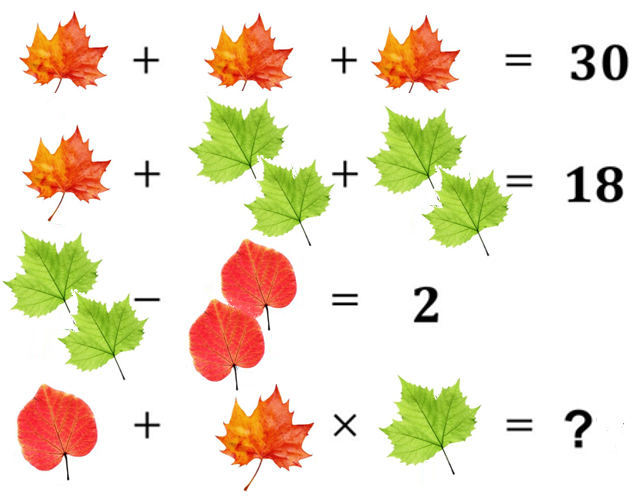 + + = 30
+ + = 18
− = 2
+ × = ?